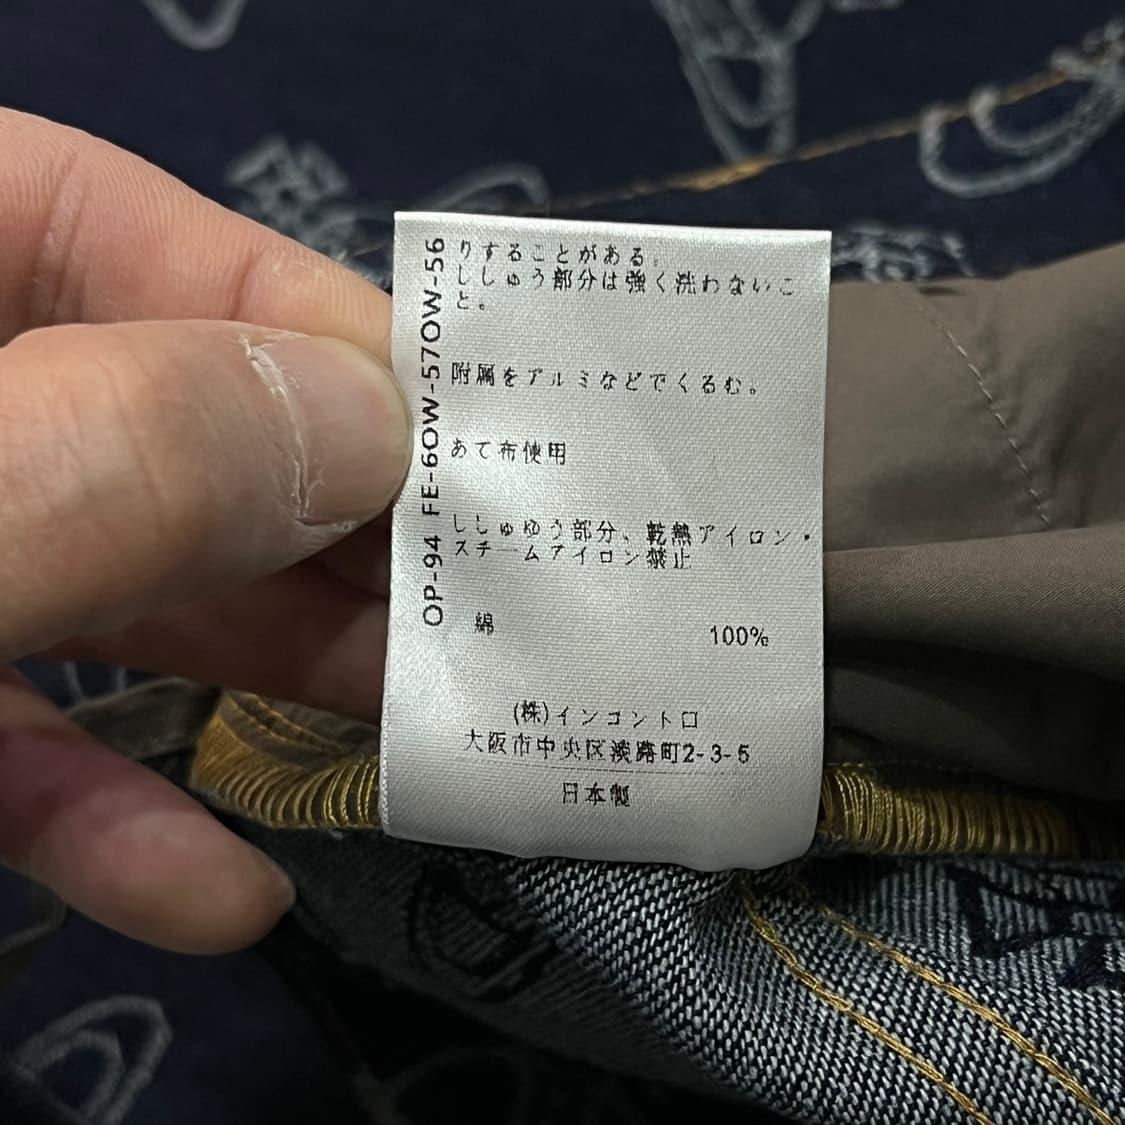 りすることがある。
ししゅう部分は強く洗わないこ
と。
附属をアルミなどでくるむ。
あて布使用
ししゅゆう部分、乾熱アイロン・
スチームアイロン禁止
綿 100%
(株)インコントロ
大阪市中央区淡路町2-3-5
日本製
OP-94 FE-60W-57OW-56